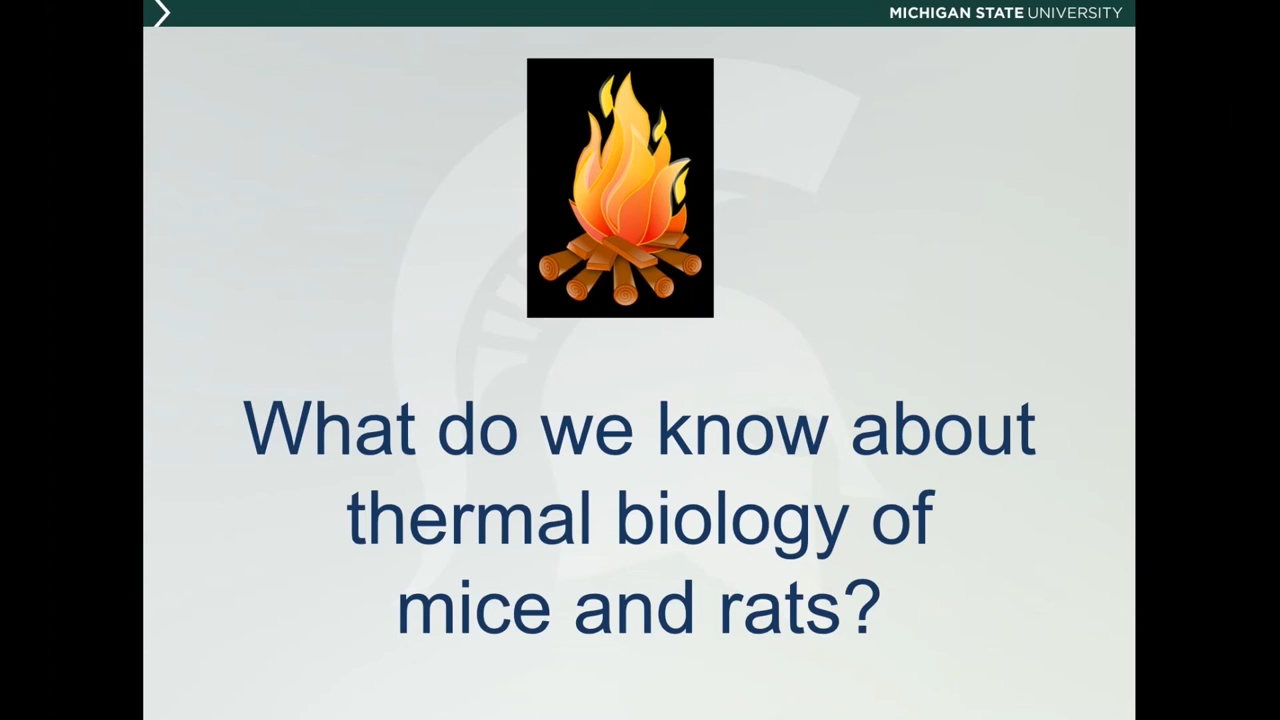 MICHIGAN STATE UNIVERSITY
What do we know about
thermal biology of
mice and rats?